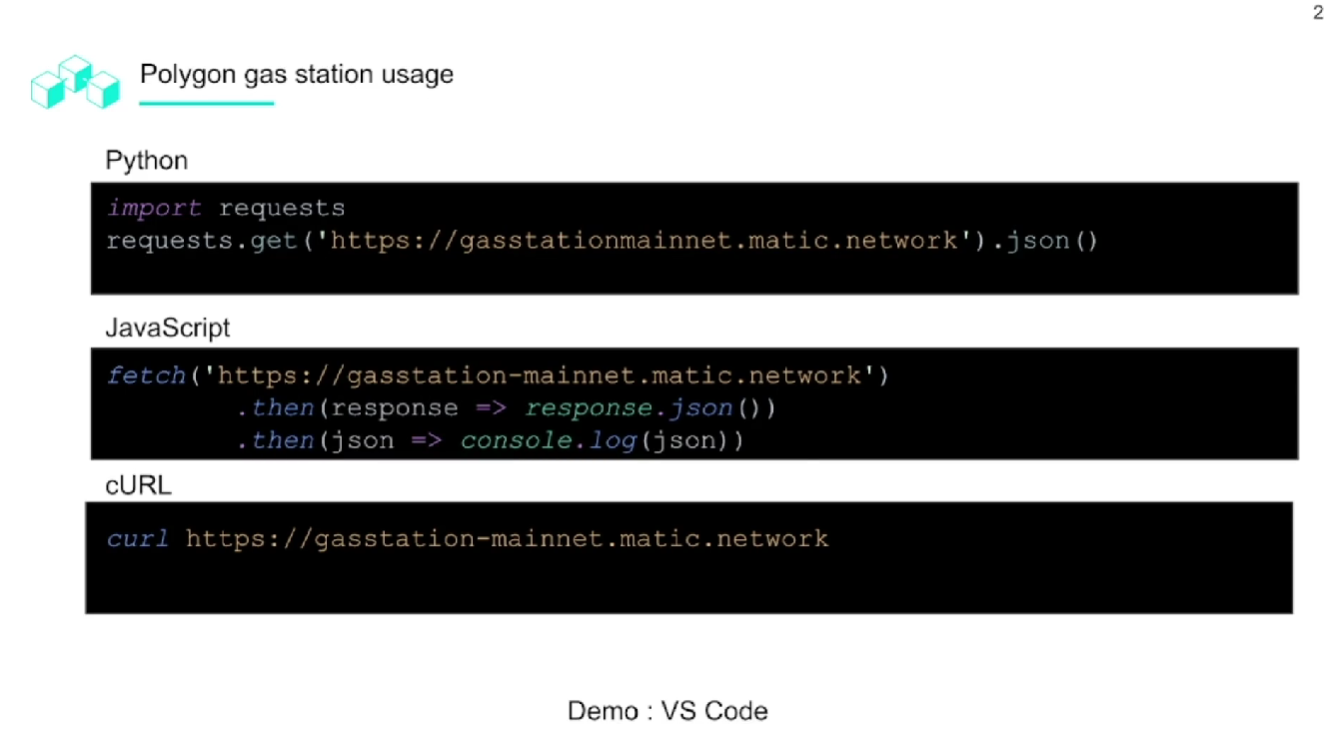 2
Polygon gas station usage
Python
import requests
requests.get('https://gasstationmainnet.matic.network').json()
JavaScript
fetch('https://gasstation-mainnet.matic.network')
.then(response => response.json())
.then(json => console.log(json))
cURL
curl https://gasstation-mainnet.matic.network
Demo : VS Code